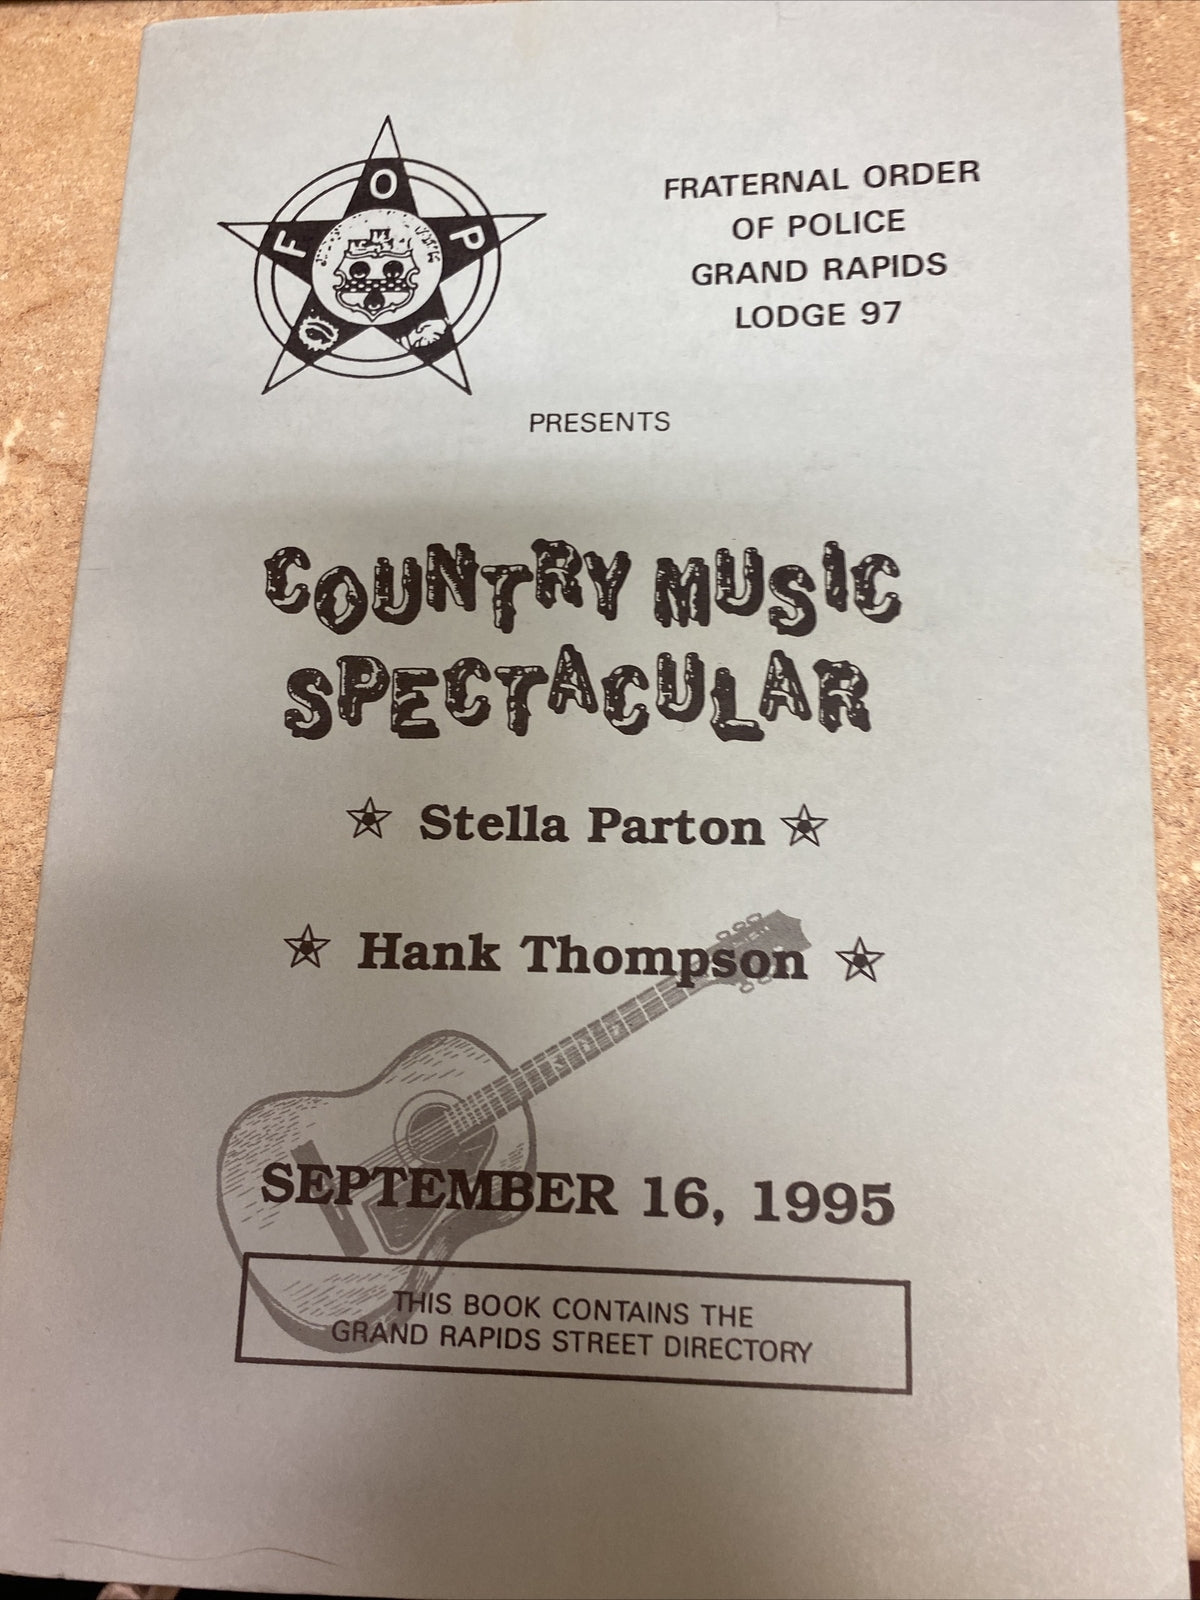 F O P
FRATERNAL ORDER
OF POLICE
GRAND RAPIDS
LODGE 97
PRESENTS
COUNTRY MUSIC
SPECTACULAR
Stella Parton
Hank Thompson
SEPTEMBER 16, 1995
THIS BOOK CONTAINS THE
GRAND RAPIDS STREET DIRECTORY